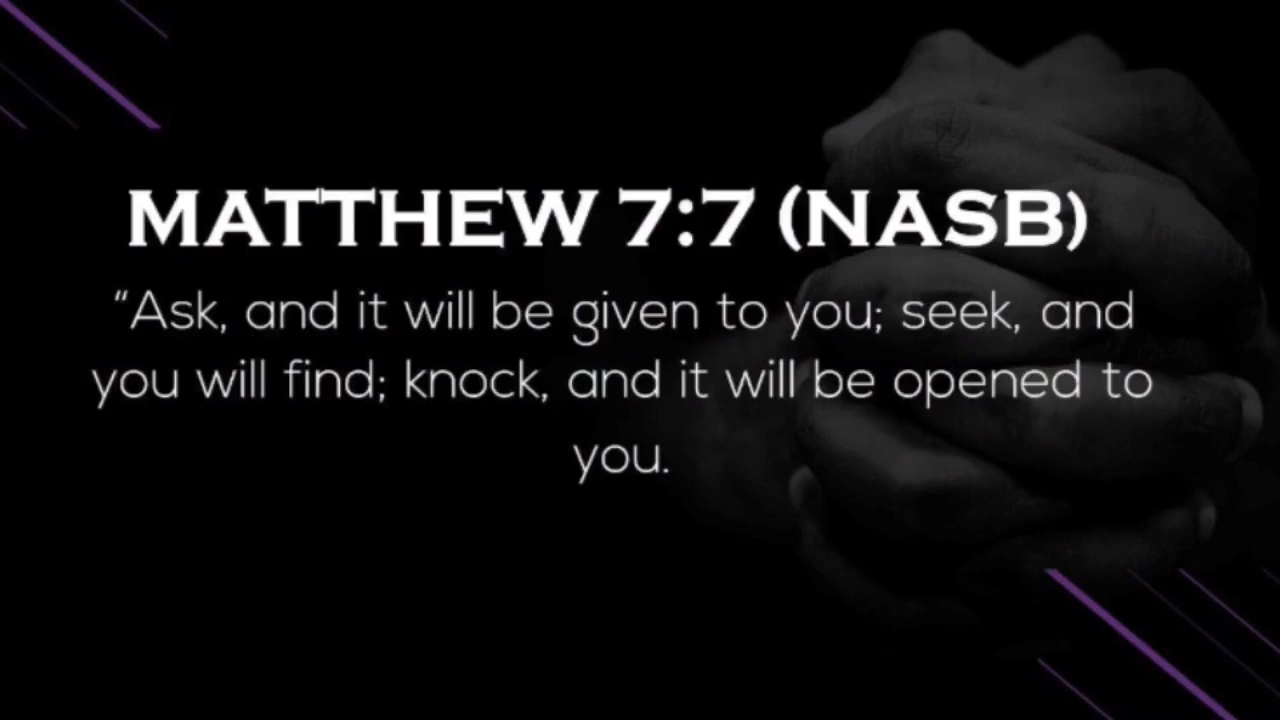 MATTHEW 7:7 (NASB)
“Ask, and it will be given to you; seek, and
you will find; knock, and it will be opened to
you.